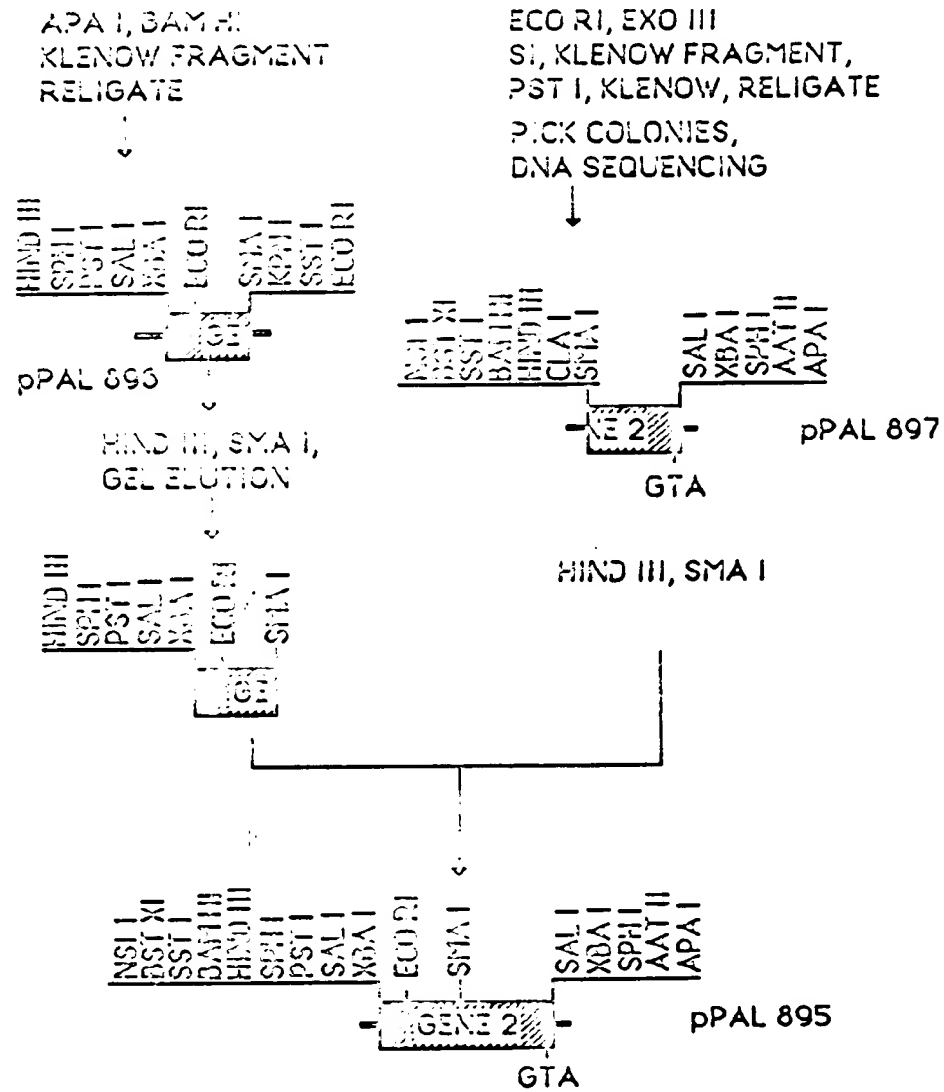 APA I, BAM HI
KLENOW FRAGMENT
RELIGATE
ECO RI, EXO III
SI, KLENOW FRAGMENT,
PST I, KLENOW, RELIGATE
PICK COLONIES,
DNA SEQUENCING
HIND III
SPH I
PST I
SAL I
XBA I
ECO RI
SMA I
KPN I
SST I
ECO RI
GE
pPAL 896
NSI I
BST XI
SST I
BAM HI
HIND III
CLA I
SMA I
SAL I
XBA I
SPH I
AAT II
APA I
NE 2
pPAL 897
GTA
HIND III, SMA I,
GEL ELUTION
HIND III
SPH I
PST I
SAL I
XBA I
ECO RI
SMA I
GE
HIND III, SMA I
NSI I
BST XI
SST I
BAM HI
HIND III
SPH I
PST I
SAL I
XBA I
ECO RI
SMA I
SAL I
XBA I
SPH I
AAT II
APA I
GENE 2
pPAL 895
GTA